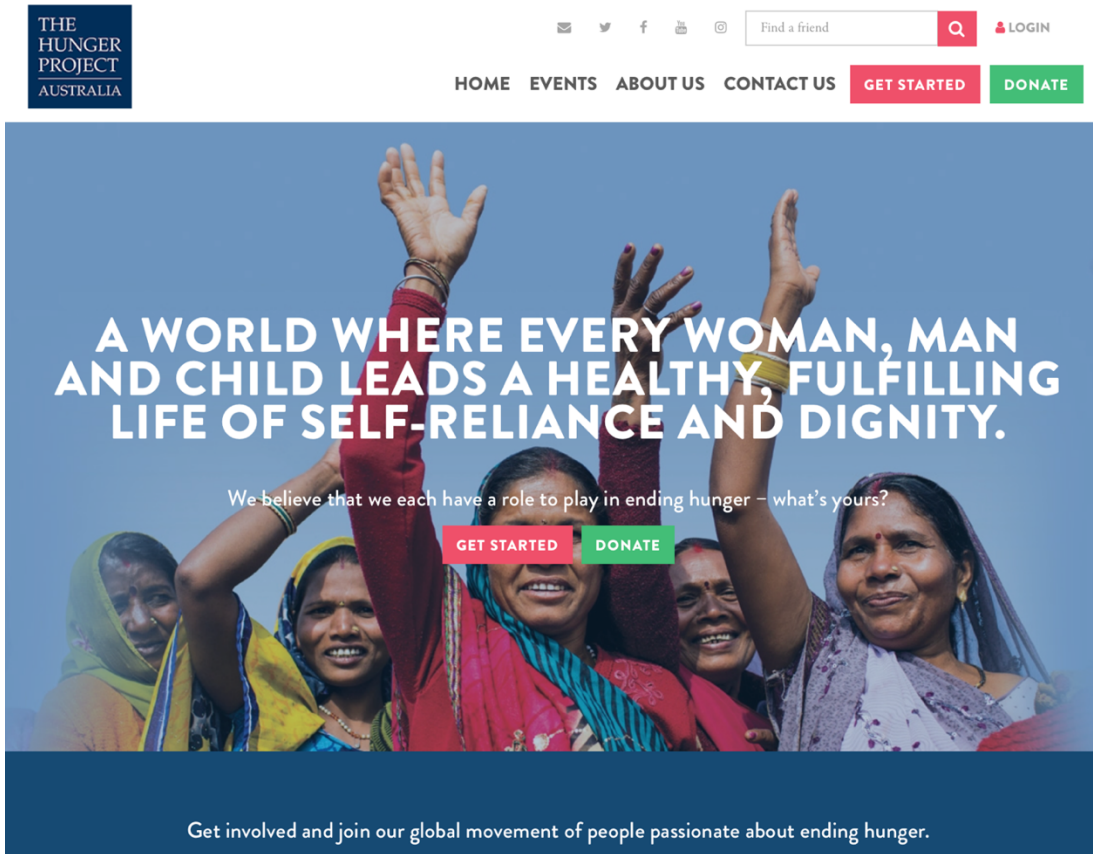 THE
HUNGER
PROJECT
AUSTRALIA
Find a friend
LOGIN
HOME EVENTS ABOUT US CONTACT US GET STARTED DONATE
A WORLD WHERE EVERY WOMAN, MAN
AND CHILD LEADS A HEALTHY, FULFILLING
LIFE OF SELF-RELIANCE AND DIGNITY.
We believe that we each have a role to play in ending hunger – what's yours?
GET STARTED DONATE
Get involved and join our global movement of people passionate about ending hunger.